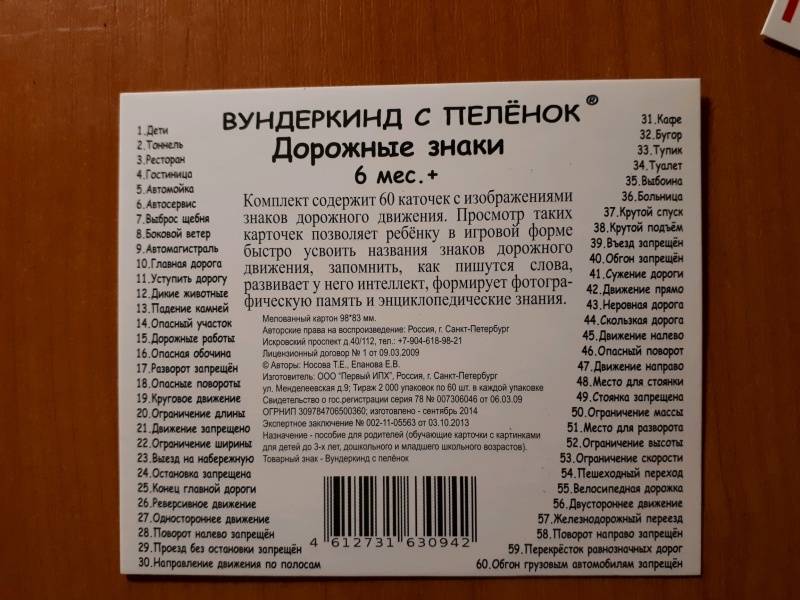 ВУНДЕРКИНД С ПЕЛЁНОК®
Дорожные знаки
6 мес.+
1.Дети
2.Тоннель
3.Ресторан
4.Гостиница
5.Автомойка
6.Автосервис
7.Выброс щебня
8.Боковой ветер
9.Автомагистраль
10.Главная дорога
11.Уступить дорогу
12.Дикие животные
13.Падение камней
14.Опасный участок
15.Дорожные работы
16.Опасная обочина
17.Разворот запрещён
18.Опасные повороты
19.Круговое движение
20.Ограничение длины
21.Движение запрещено
22.Ограничение ширины
23.Выезд на набережную
24.Остановка запрещена
25.Конец главной дороги
26.Реверсивное движение
27.Одностороннее движение
28.Поворот налево запрещён
29.Проезд без остановки запрещён
30.Направление движения по полосам
Комплект содержит 60 каточек с изображениями
знаков дорожного движения. Просмотр таких
карточек позволяет ребёнку в игровой форме
быстро усвоить названия знаков дорожного
движения, запомнить, как пишутся слова,
развивает у него интеллект, формирует фотогра-
фическую память и энциклопедические знания.
Мелованный картон 98*83 мм.
Авторские права на воспроизведение: Россия, г. Санкт-Петербург
Искровский проспект д.40/112, тел.: +7-904-618-98-21
Лицензионный договор № 1 от 09.03.2009
© Авторы: Носова Т.Е., Епанова Е.В.
Изготовитель: ООО "Первый ИПХ", Россия, г. Санкт-Петербург,
ул. Менделеевская д.9; Тираж 2 000 упаковок по 60 шт. в каждой упаковке
Свидетельство о гос.регистрации серия 78 № 007306046 от 06.03.09
ОГРНИП 309784706500360; изготовлено - сентябрь 2014
Экспертное заключение № 002-11-05563 от 03.10.2013
Назначение - пособие для родителей (обучающие карточки с картинками
для детей до 3-х лет, дошкольного и младшего школьного возрастов).
Товарный знак - Вундеркинд с пелёнок
4 612731 630942
31.Кафе
32.Бугор
33.Тупик
34.Туалет
35.Выбоина
36.Больница
37.Крутой спуск
38.Крутой подъём
39.Въезд запрещён
40.Обгон запрещён
41.Сужение дороги
42.Движение прямо
43.Неровная дорога
44.Скользкая дорога
45.Движение налево
46.Опасный поворот
47.Движение направо
48.Место для стоянки
49.Стоянка запрещена
50.Ограничение массы
51.Место для разворота
52.Ограничение высоты
53.Ограничение скорости
54.Пешеходный переход
55.Велосипедная дорожка
56.Двустороннее движение
57.Железнодорожный переезд
58.Поворот направо запрещён
59.Перекрёсток равнозначных дорог
60.Обгон грузовым автомобилям запрещён